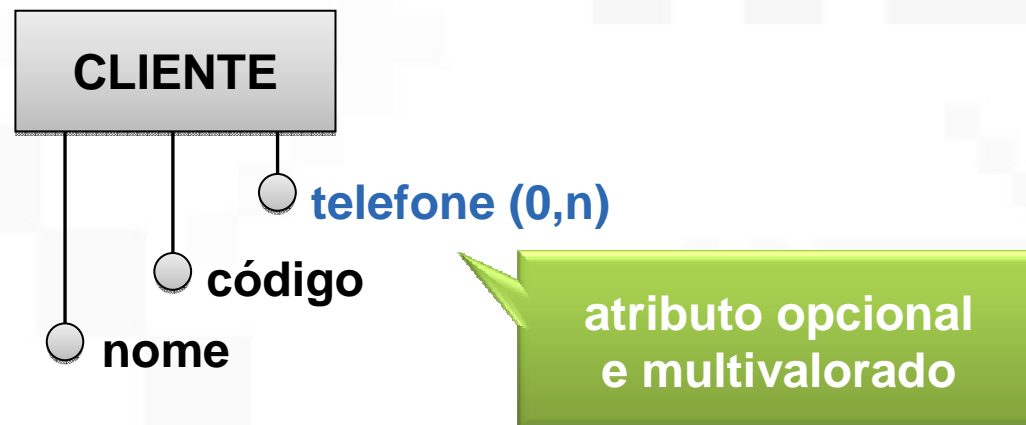 CLIENTE
telefone (0,n)
código
nome
atributo opcional
e multivalorado